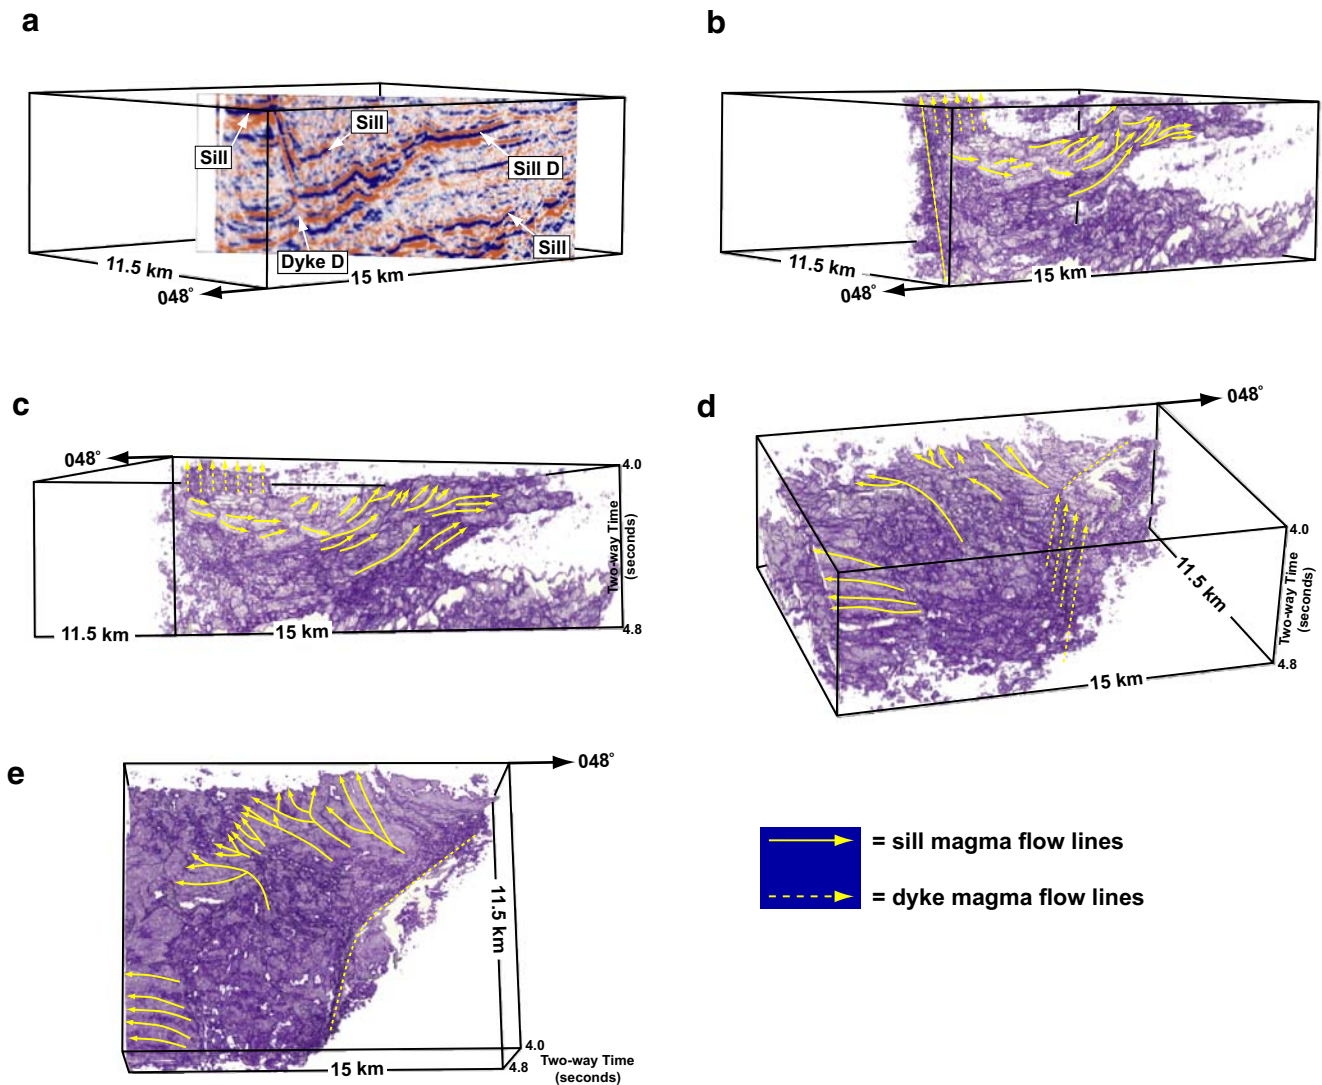 a
Sill
Sill
Sill D
Sill
Dyke D
11.5 km
15 km
048°
b
11.5 km
15 km
048°
c
048°
4.0
Two-way Time
(seconds)
4.8
11.5 km
15 km
d
048°
4.0
Two-way Time
(seconds)
4.8
11.5 km
15 km
e
048°
11.5 km
4.0
4.8
Two-way Time
(seconds)
15 km
= sill magma flow lines
= dyke magma flow lines